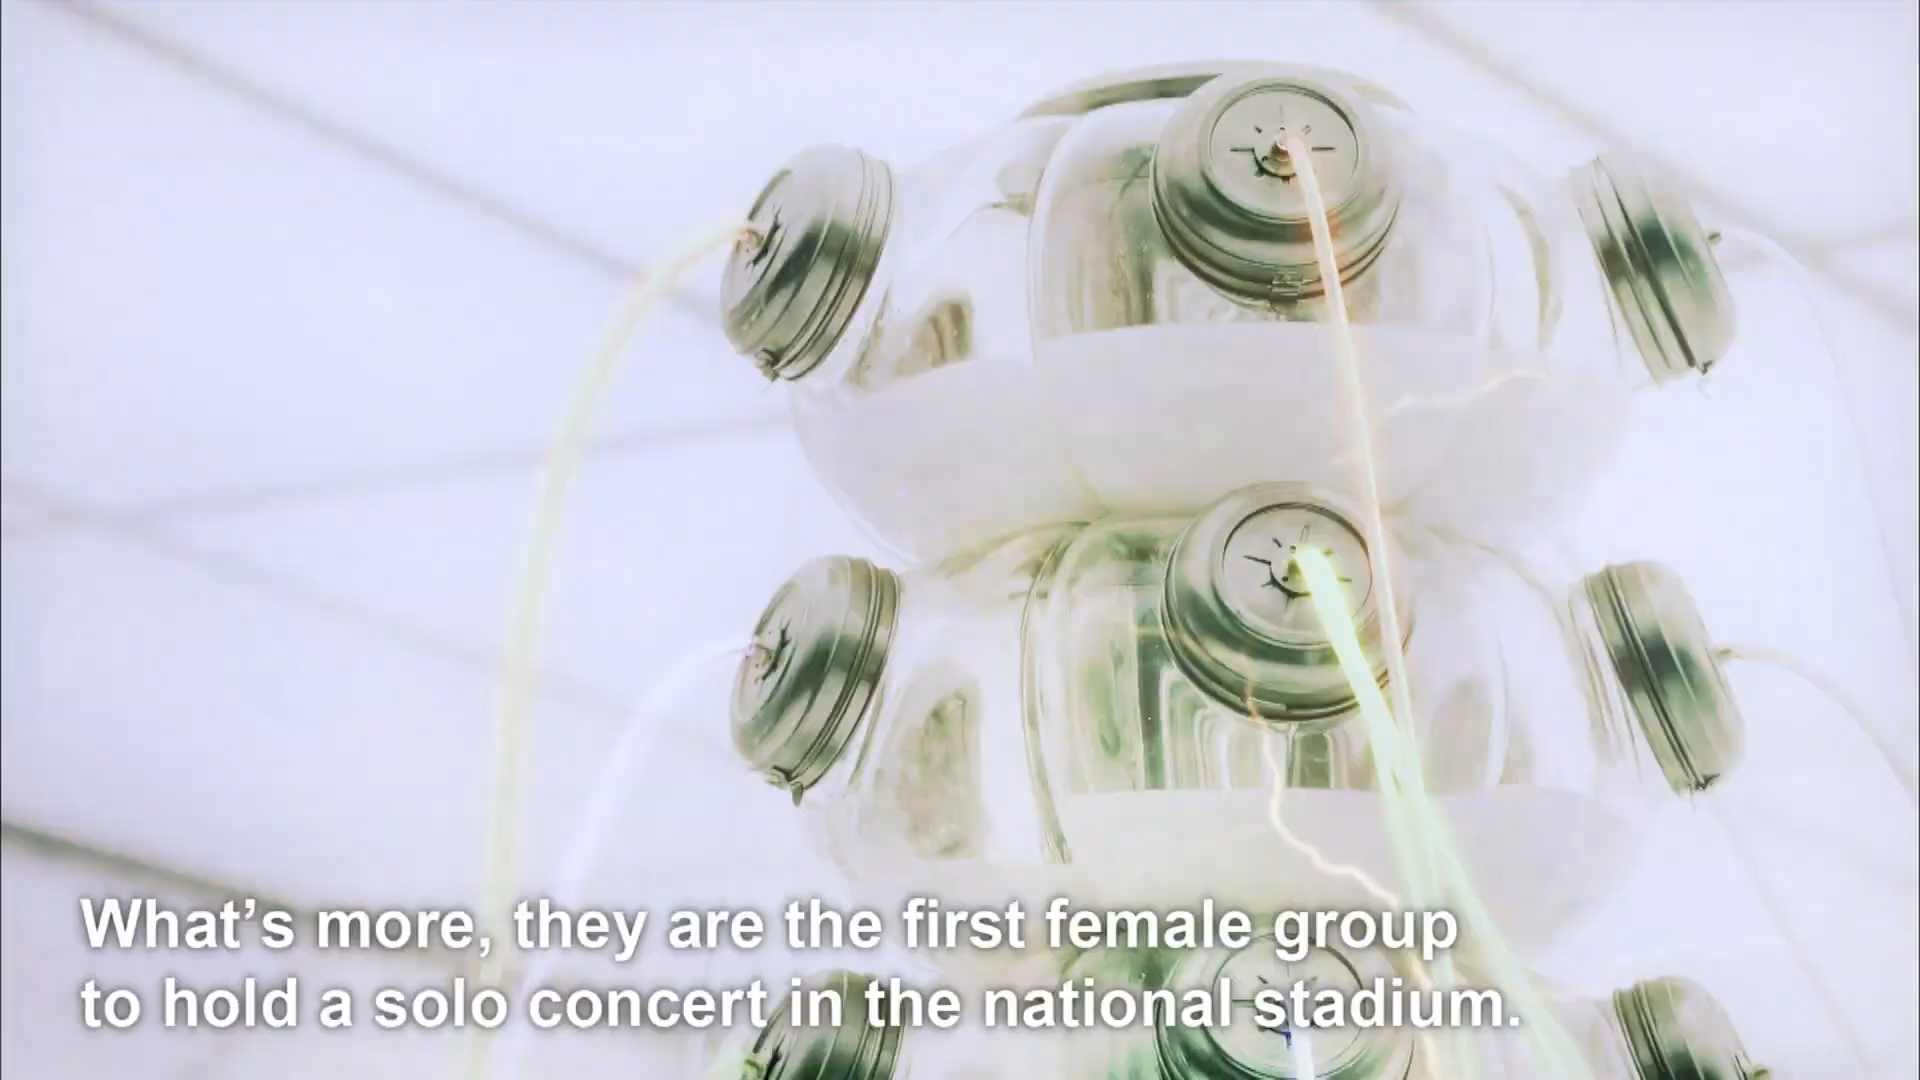 What’s more, they are the first female group
to hold a solo concert in the national stadium.